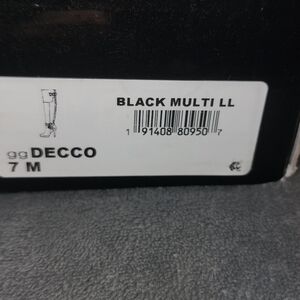 BLACK MULTI LL
1 91408 80950 7
ggDECCO
7 M